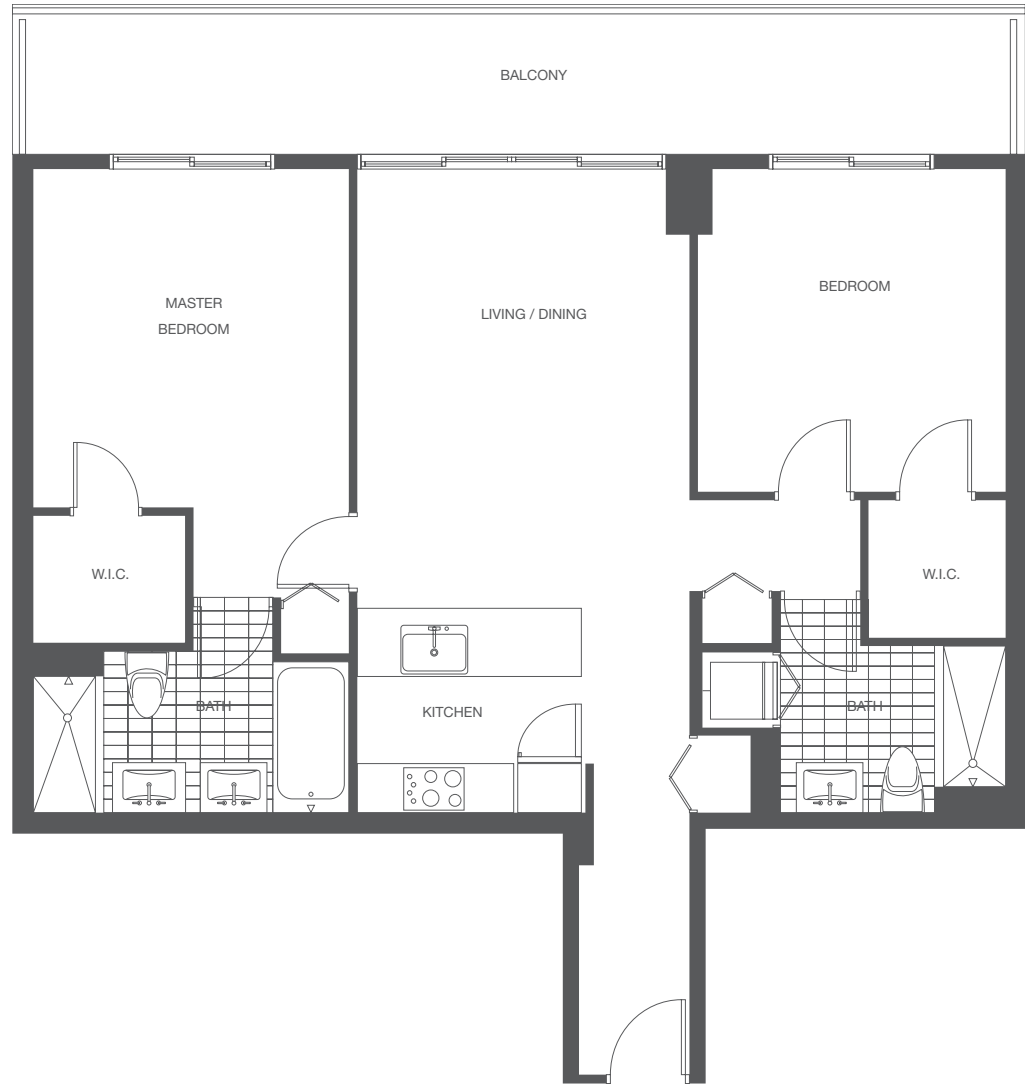 BALCONY
MASTER
BEDROOM
LIVING / DINING
BEDROOM
W.I.C.
W.I.C.
BATH
KITCHEN
BATH